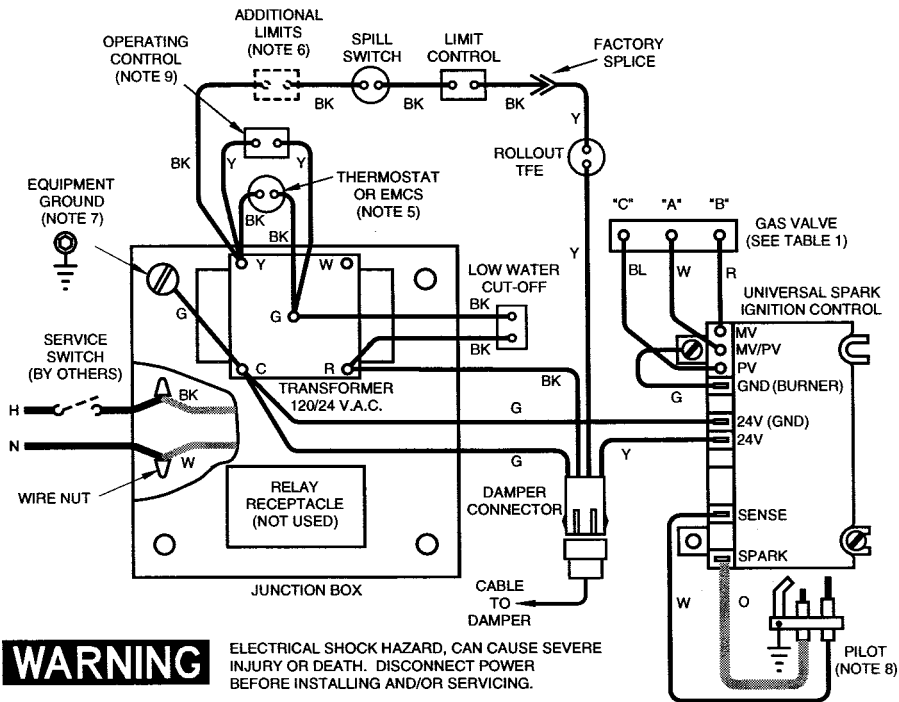 ADDITIONAL
LIMITS
(NOTE 6)
SPILL
SWITCH
LIMIT
CONTROL
FACTORY
SPLICE
OPERATING
CONTROL
(NOTE 9)
BK
BK
BK
Y
BK
Y
Y
ROLLOUT
TFE
THERMOSTAT
OR EMCS
(NOTE 5)
BK
BK
EQUIPMENT
GROUND
(NOTE 7)
"C"
"A"
"B"
GAS VALVE
(SEE TABLE 1)
Y
BL
W
R
Y
W
LOW WATER
CUT-OFF
BK
BK
G
G
UNIVERSAL SPARK
IGNITION CONTROL
MV
MV/PV
PV
GND (BURNER)
G
SERVICE
SWITCH
(BY OTHERS)
C
R
TRANSFORMER
120/24 V.A.C.
BK
H
BK
G
24V (GND)
24V
N
W
G
Y
WIRE NUT
RELAY
RECEPTACLE
(NOT USED)
DAMPER
CONNECTOR
SENSE
SPARK
JUNCTION BOX
CABLE
TO
DAMPER
W
O
PILOT
(NOTE 8)
WARNING
ELECTRICAL SHOCK HAZARD, CAN CAUSE SEVERE
INJURY OR DEATH. DISCONNECT POWER
BEFORE INSTALLING AND/OR SERVICING.